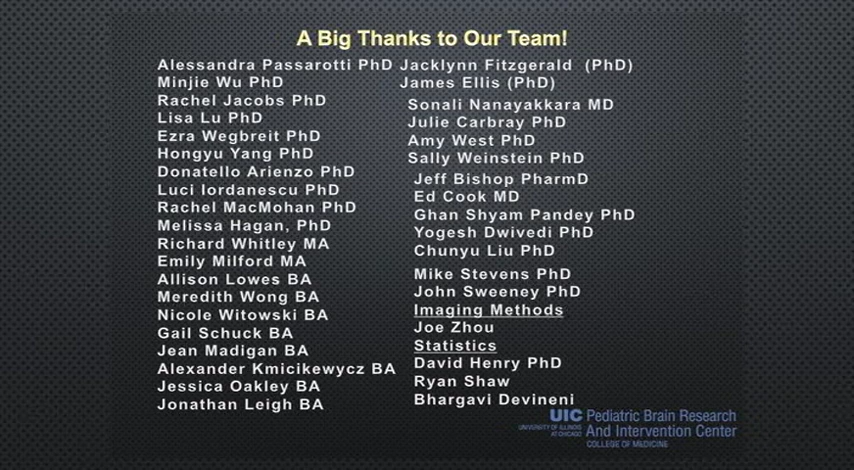 A Big Thanks to Our Team!
Alessandra Passarotti PhD
Minjie Wu PhD
Rachel Jacobs PhD
Lisa Lu PhD
Ezra Wegbreit PhD
Hongyu Yang PhD
Donatello Arienzo PhD
Luci Iordanescu PhD
Rachel MacMohan PhD
Melissa Hagan, PhD
Richard Whitley MA
Emily Milford MA
Allison Lowes BA
Meredith Wong BA
Nicole Witowski BA
Gail Schuck BA
Jean Madigan BA
Alexander Kmicikewycz BA
Jessica Oakley BA
Jonathan Leigh BA
Jacklynn Fitzgerald (PhD)
James Ellis (PhD)
Sonali Nanayakkara MD
Julie Carbray PhD
Amy West PhD
Sally Weinstein PhD
Jeff Bishop PharmD
Ed Cook MD
Ghan Shyam Pandey PhD
Yogesh Dwivedi PhD
Chunyu Liu PhD
Mike Stevens PhD
John Sweeney PhD
Imaging Methods
Joe Zhou
Statistics
David Henry PhD
Ryan Shaw
Bhargavi Devineni
UIC
UNIVERSITY OF ILLINOIS
AT CHICAGO
Pediatric Brain Research
And Intervention Center
COLLEGE OF MEDICINE